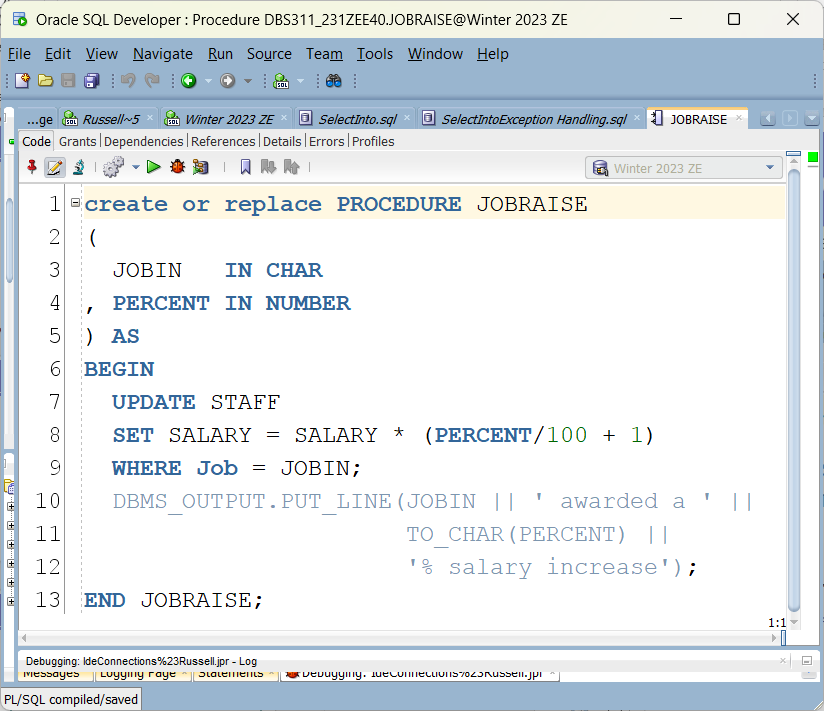 Oracle SQL Developer : Procedure DBS311_231ZEE40.JOBRAISE@Winter 2023 ZE
File Edit View Navigate Run Source Team Tools Window Help
...ge Russell~5 Winter 2023 ZE SelectInto.sql SelectIntoException Handling.sql JOBRAISE
Code Grants Dependencies References Details Errors Profiles
Winter 2023 ZE
1 create or replace PROCEDURE JOBRAISE
2 (
3 JOBIN IN CHAR
4 , PERCENT IN NUMBER
5 ) AS
6 BEGIN
7 UPDATE STAFF
8 SET SALARY = SALARY * (PERCENT/100 + 1)
9 WHERE Job = JOBIN;
10 DBMS_OUTPUT.PUT_LINE(JOBIN || ' awarded a ' ||
11 TO_CHAR(PERCENT) ||
12 '% salary increase');
13 END JOBRAISE;
1:1
Debugging: IdeConnections%23Russell.jpr - Log
Messages Logging Page Statements Debugging: IdeConnections%23Russell.jpr
PL/SQL compiled/saved